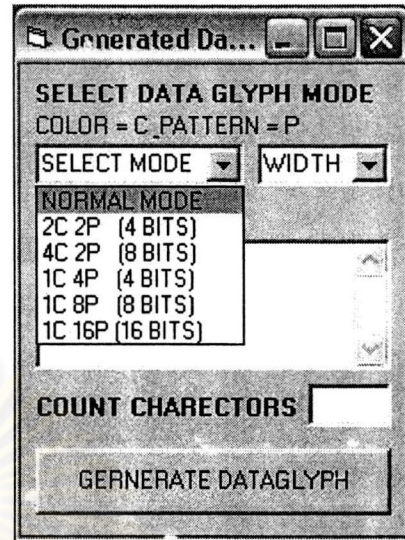 Generated Da...
SELECT DATA GLYPH MODE
COLOR = C_PATTERN = P
SELECT MODE WIDTH
NORMAL MODE
2C 2P (4 BITS)
4C 2P (8 BITS)
1C 4P (4 BITS)
1C 8P (8 BITS)
1C 16P (16 BITS)
COUNT CHARECTORS
GERNERATE DATAGLYPH